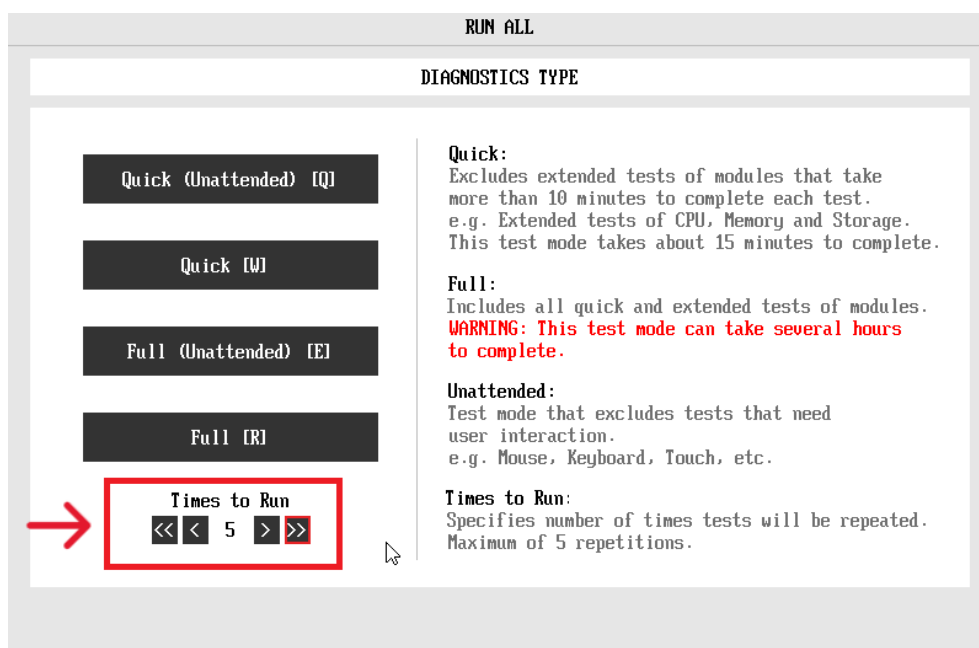 RUN ALL
DIAGNOSTICS TYPE
Quick (Unattended) [Q]
Quick [W]
Full (Unattended) [E]
Full [R]
Times to Run
<< < 5 > >>
Quick:
Excludes extended tests of modules that take
more than 10 minutes to complete each test.
e.g. Extended tests of CPU, Memory and Storage.
This test mode takes about 15 minutes to complete.
Full:
Includes all quick and extended tests of modules.
WARNING: This test mode can take several hours
to complete.
Unattended:
Test mode that excludes tests that need
user interaction.
e.g. Mouse, Keyboard, Touch, etc.
Times to Run:
Specifies number of times tests will be repeated.
Maximum of 5 repetitions.